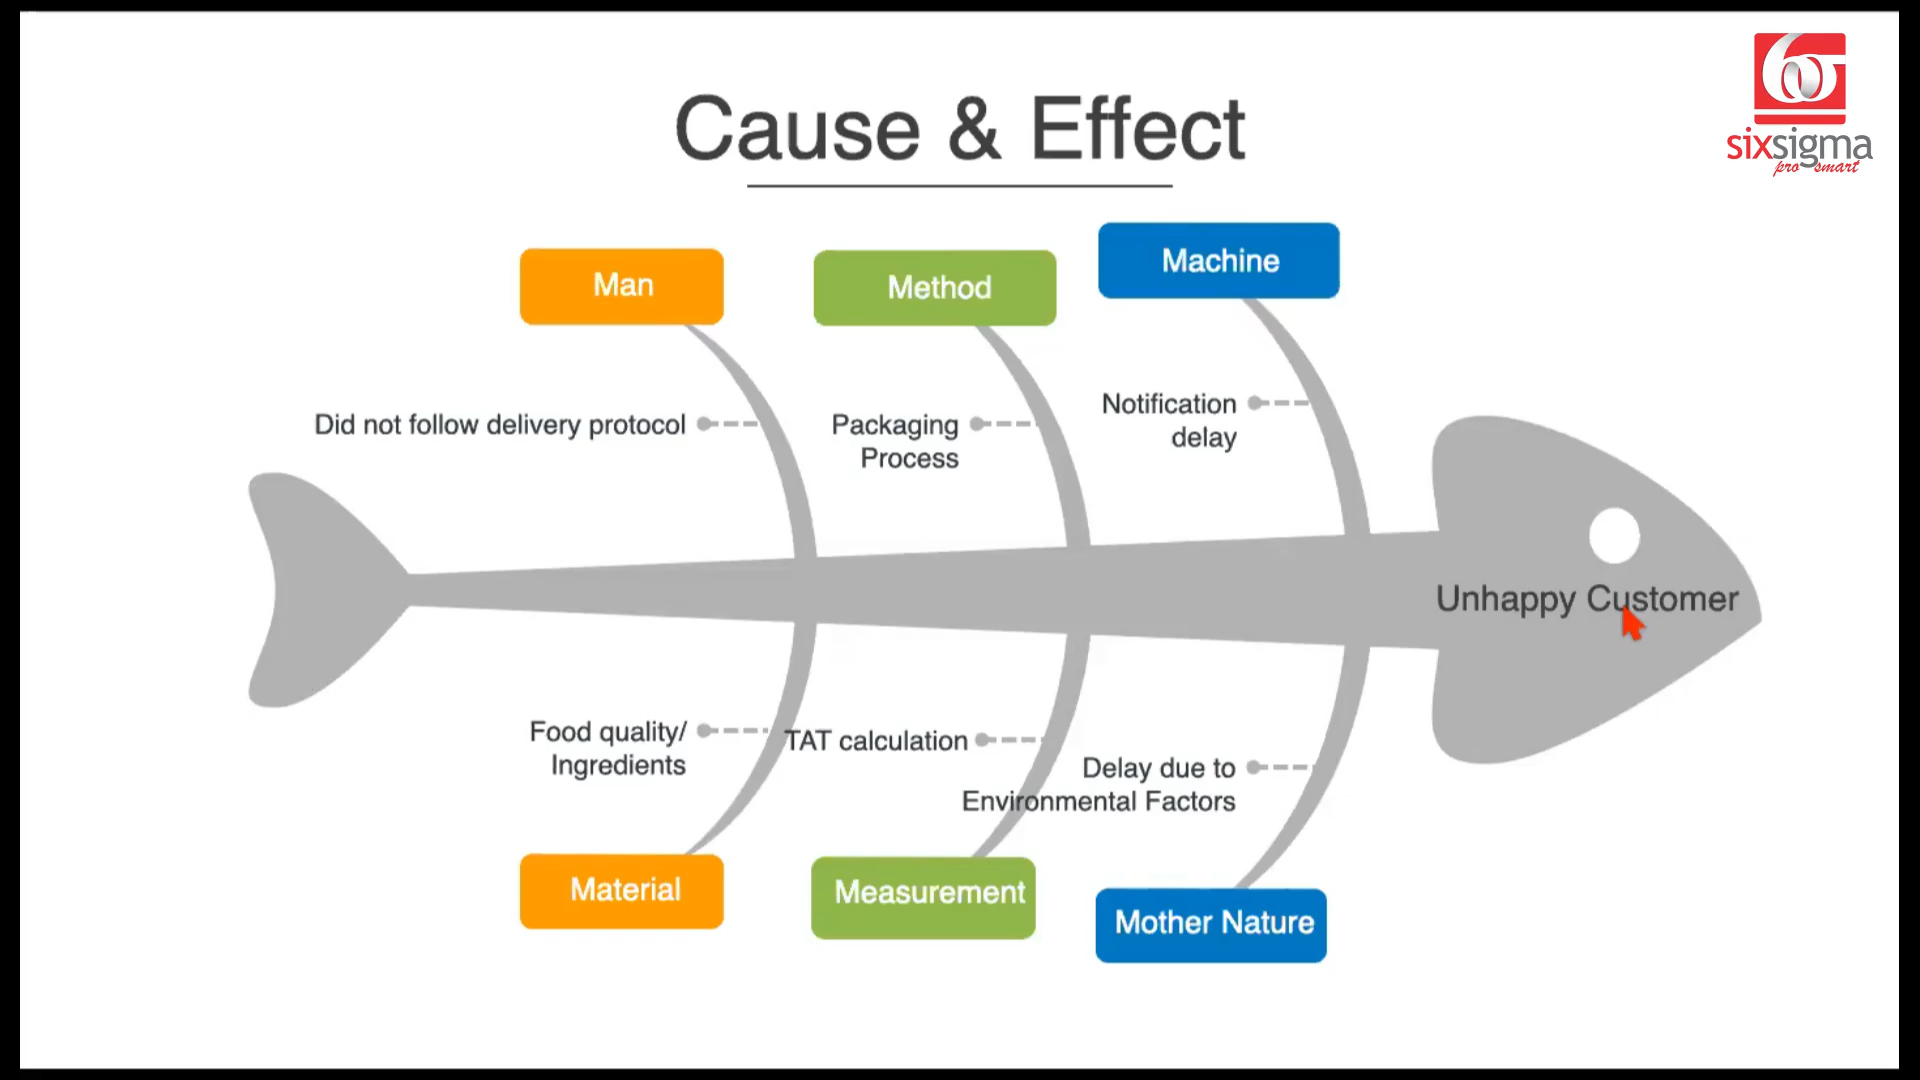 sixsigma
pro smart
Cause & Effect
Man
Method
Machine
Did not follow delivery protocol
Packaging
Process
Notification
delay
Unhappy Customer
Food quality/
Ingredients
TAT calculation
Delay due to
Environmental Factors
Material
Measurement
Mother Nature